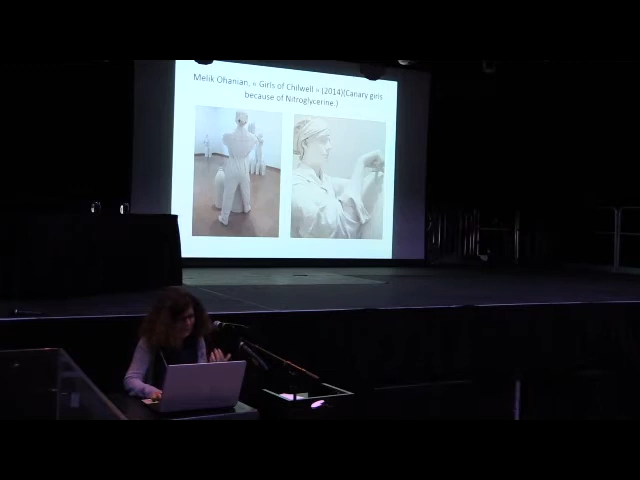 Melik Ohanian, « Girls of Chilwell » (2014)(Canary girls
because of Nitroglycerine.)